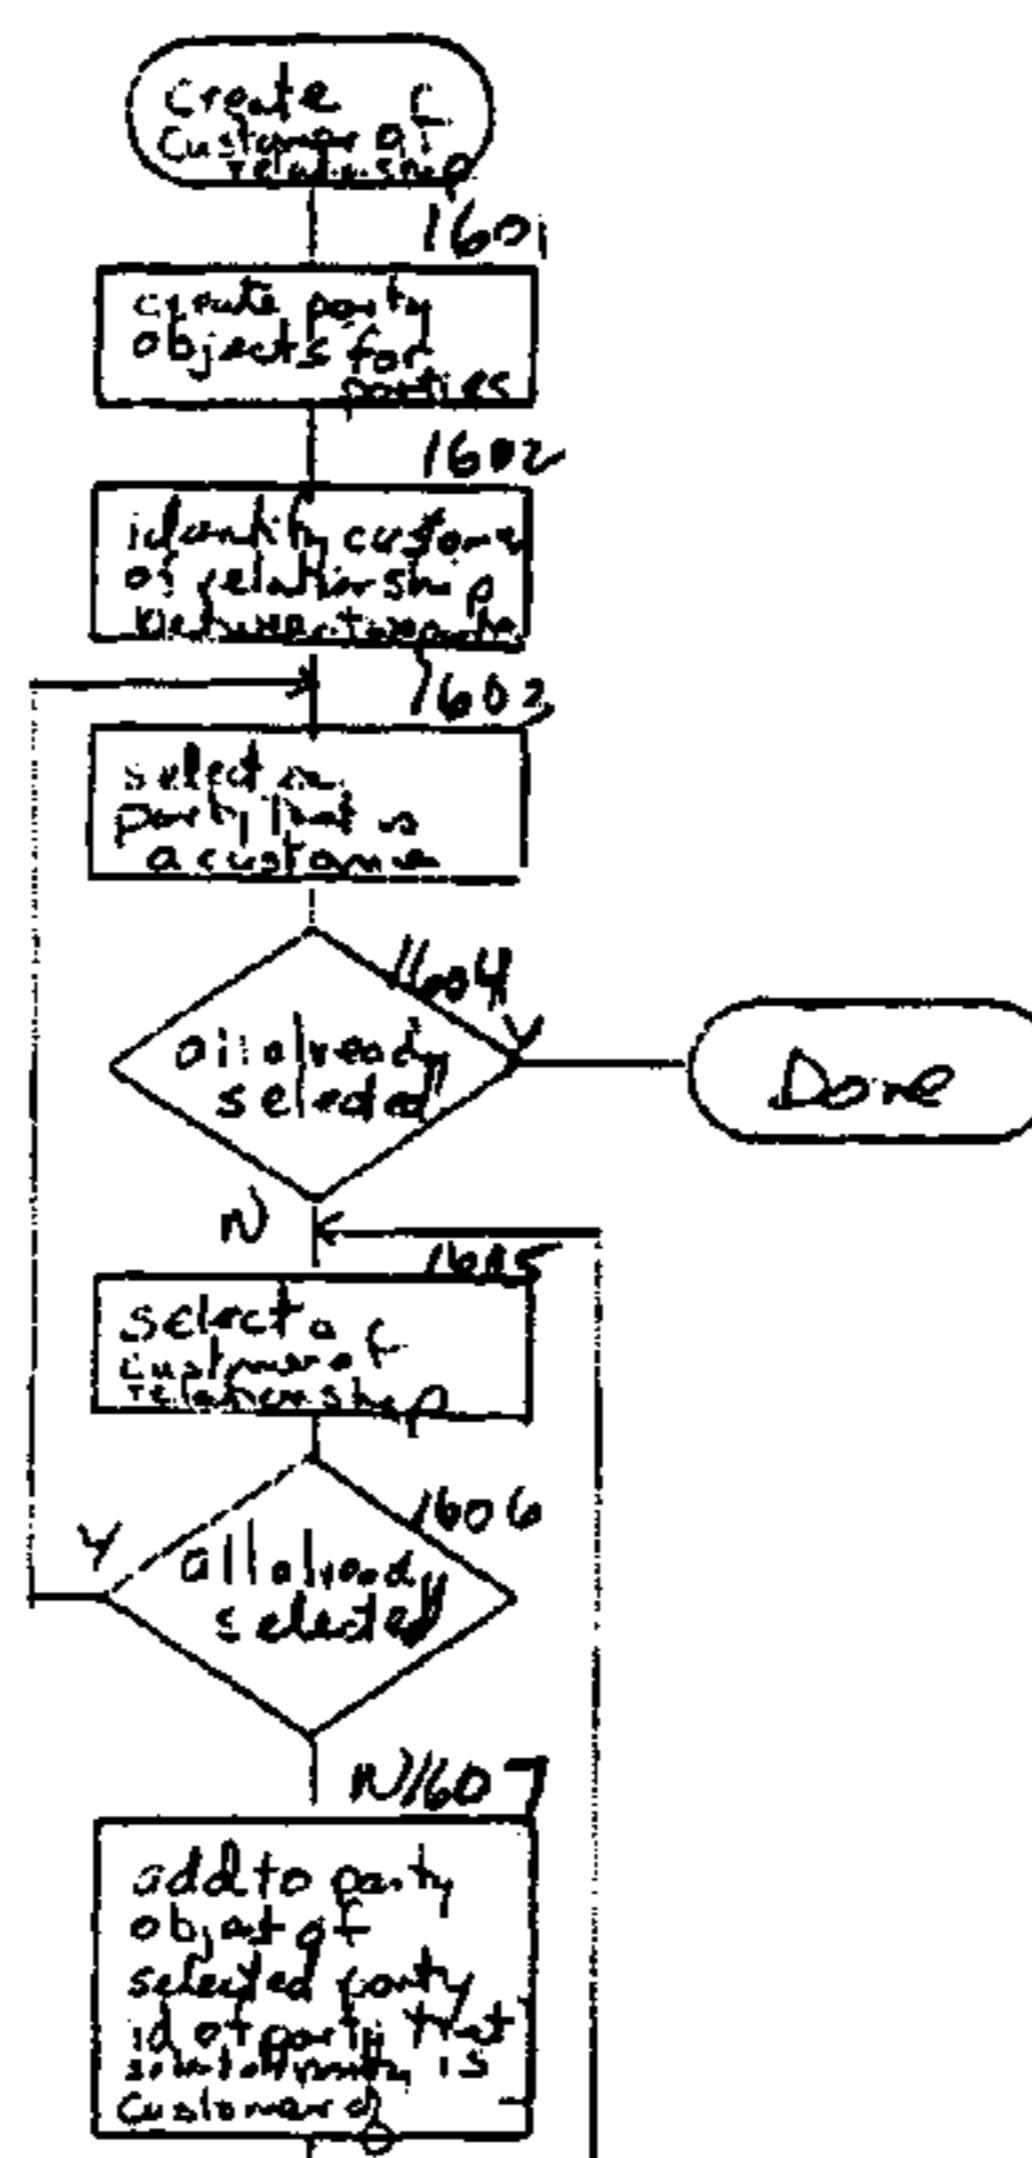 Create
Customer of
relationship
1601
create party
objects for
parties
1602
identify customer
of relationship
between
1603
select
party that is
a customer
1604
Y
all already
selected
Done
N
1605
select a
customer of
relationship
1606
Y
all already
selected
N 1607
add to party
object of
selected party
id of party that
is
customer of